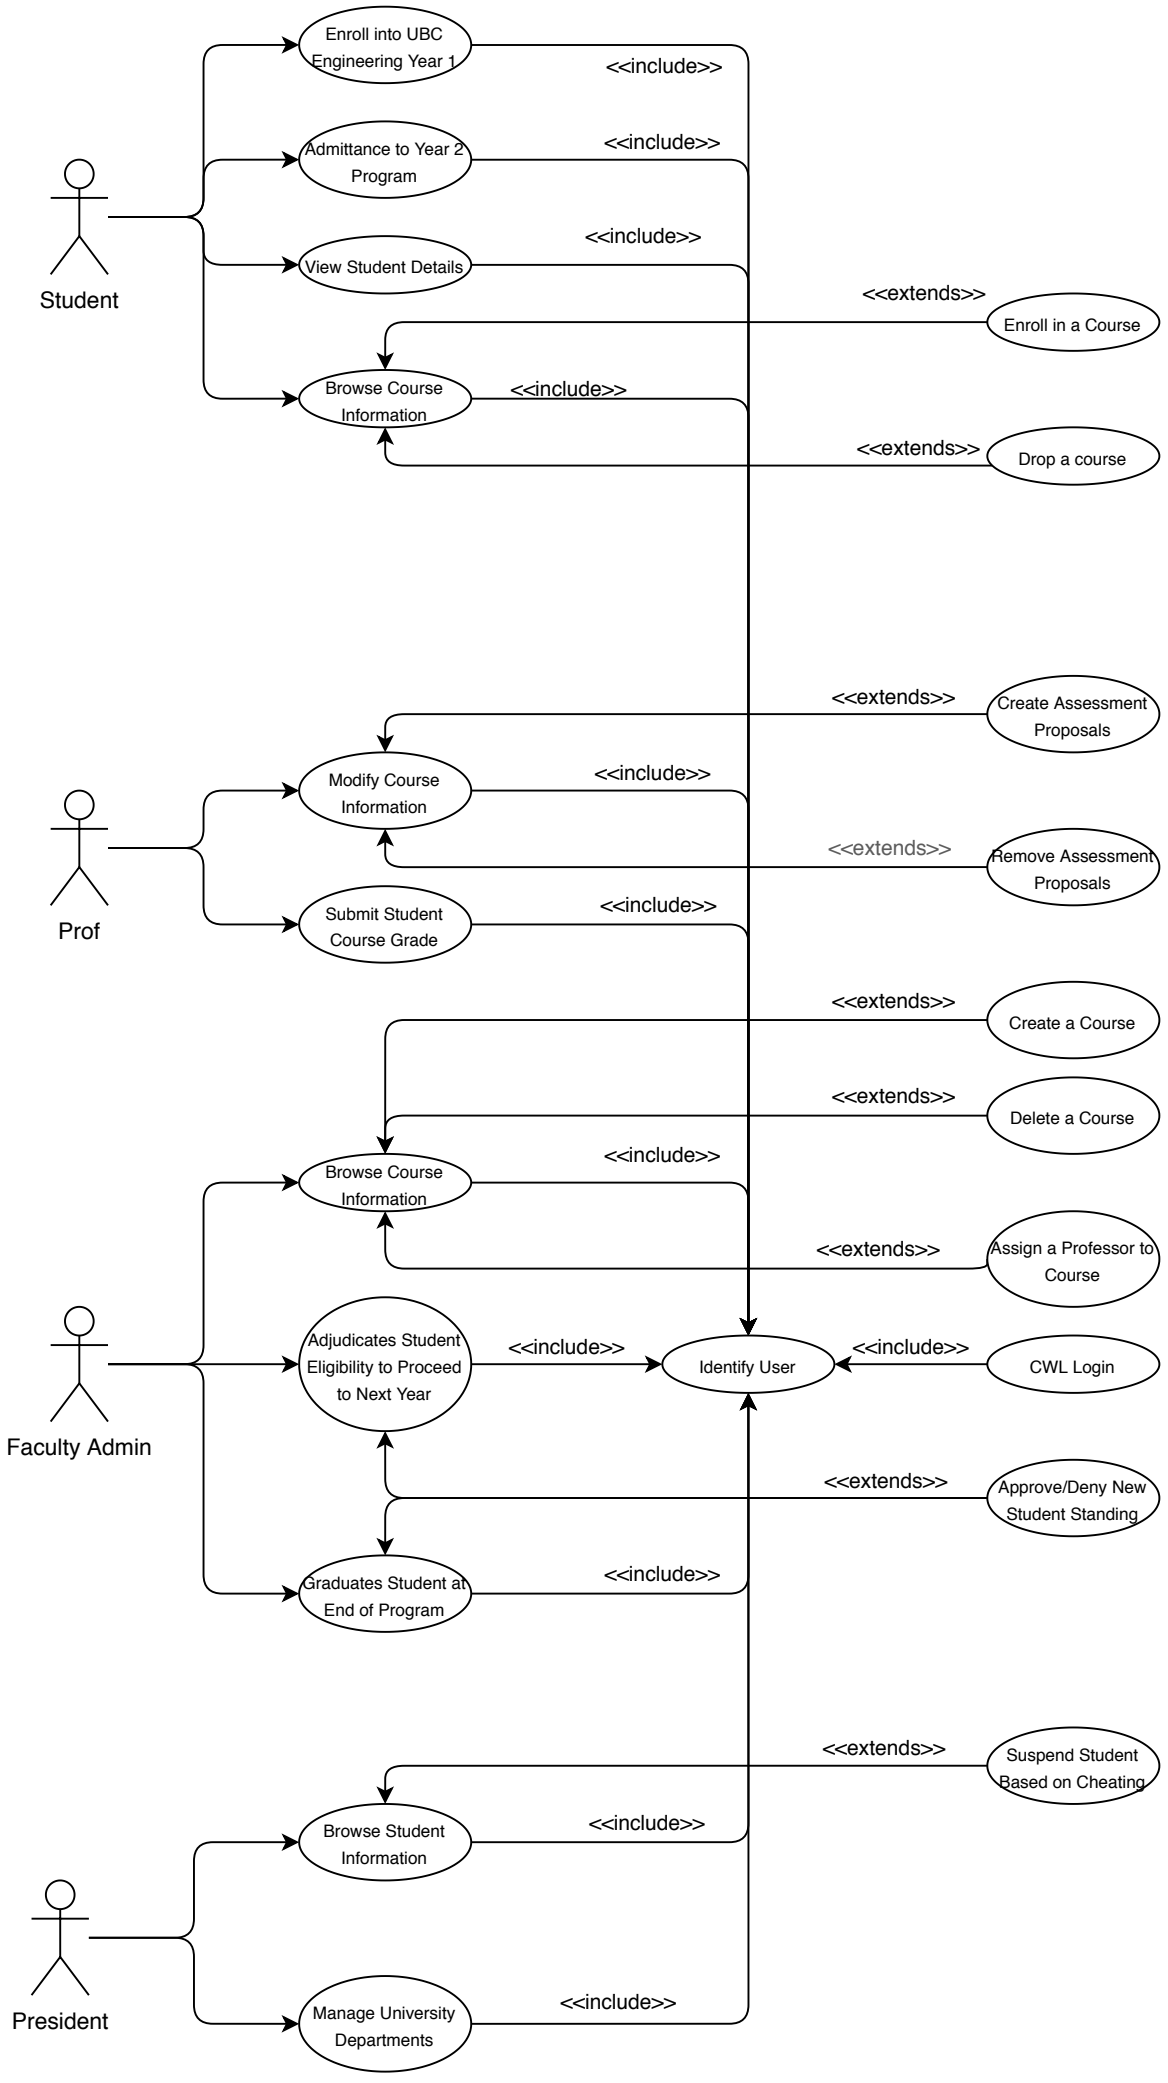 Enroll into UBC
Engineering Year 1
<<include>>
Admittance to Year 2
Program
<<include>>
Student
View Student Details
<<include>>
<<extends>>
Enroll in a Course
Browse Course
Information
<<include>>
<<extends>>
Drop a course
<<extends>>
Create Assessment
Proposals
Modify Course
Information
<<include>>
<<extends>>
Remove Assessment
Proposals
Prof
Submit Student
Course Grade
<<include>>
<<extends>>
Create a Course
<<extends>>
Delete a Course
Browse Course
Information
<<include>>
<<extends>>
Assign a Professor to
Course
Faculty Admin
Adjudicates Student
Eligibility to Proceed
to Next Year
<<include>>
Identify User
<<include>>
CWL Login
<<extends>>
Approve/Deny New
Student Standing
Graduates Student at
End of Program
<<include>>
<<extends>>
Suspend Student
Based on Cheating
Browse Student
Information
<<include>>
President
Manage University
Departments
<<include>>